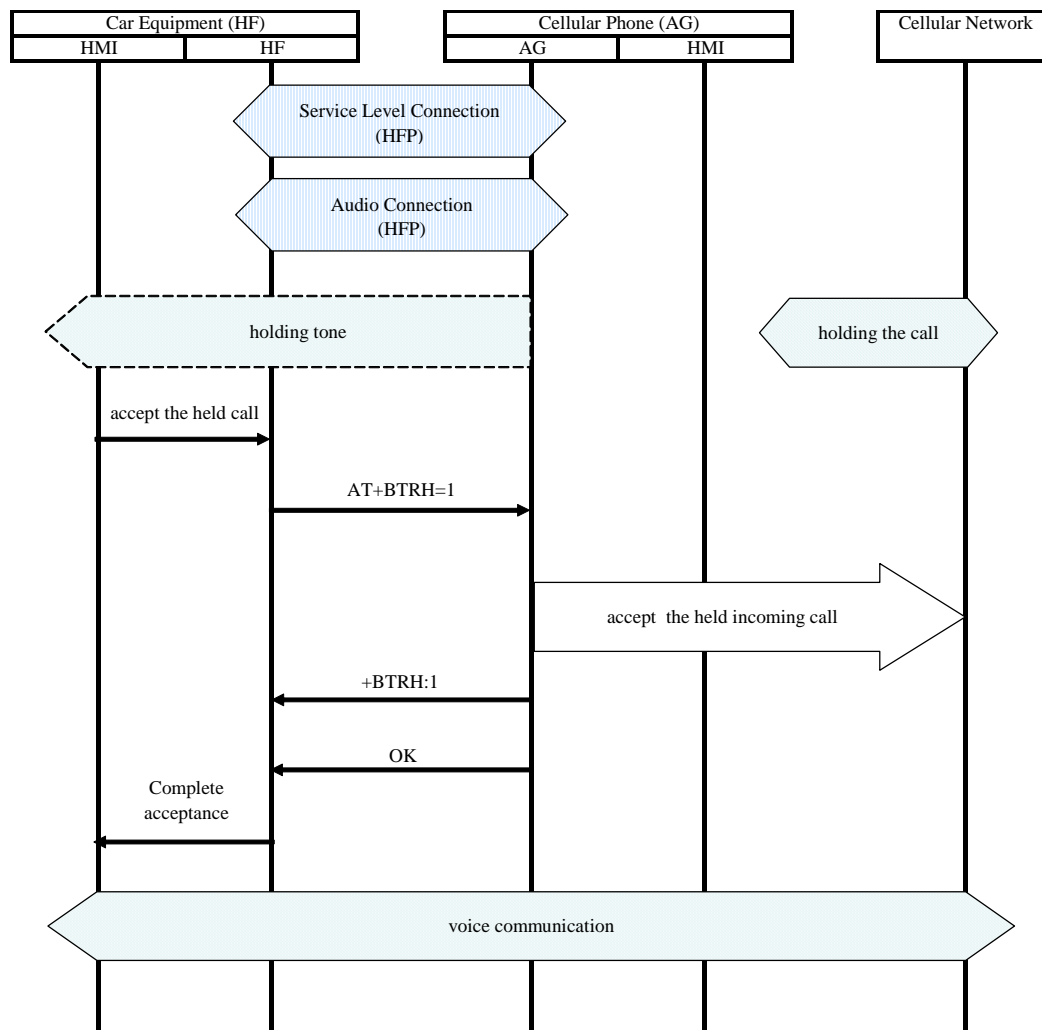 Car Equipment (HF)
Cellular Phone (AG)
Cellular Network
HMI
HF
AG
HMI
Service Level Connection
(HFP)
Audio Connection
(HFP)
holding tone
holding the call
accept the held call
AT+BTRH=1
accept the held incoming call
+BTRH:1
OK
Complete
acceptance
voice communication